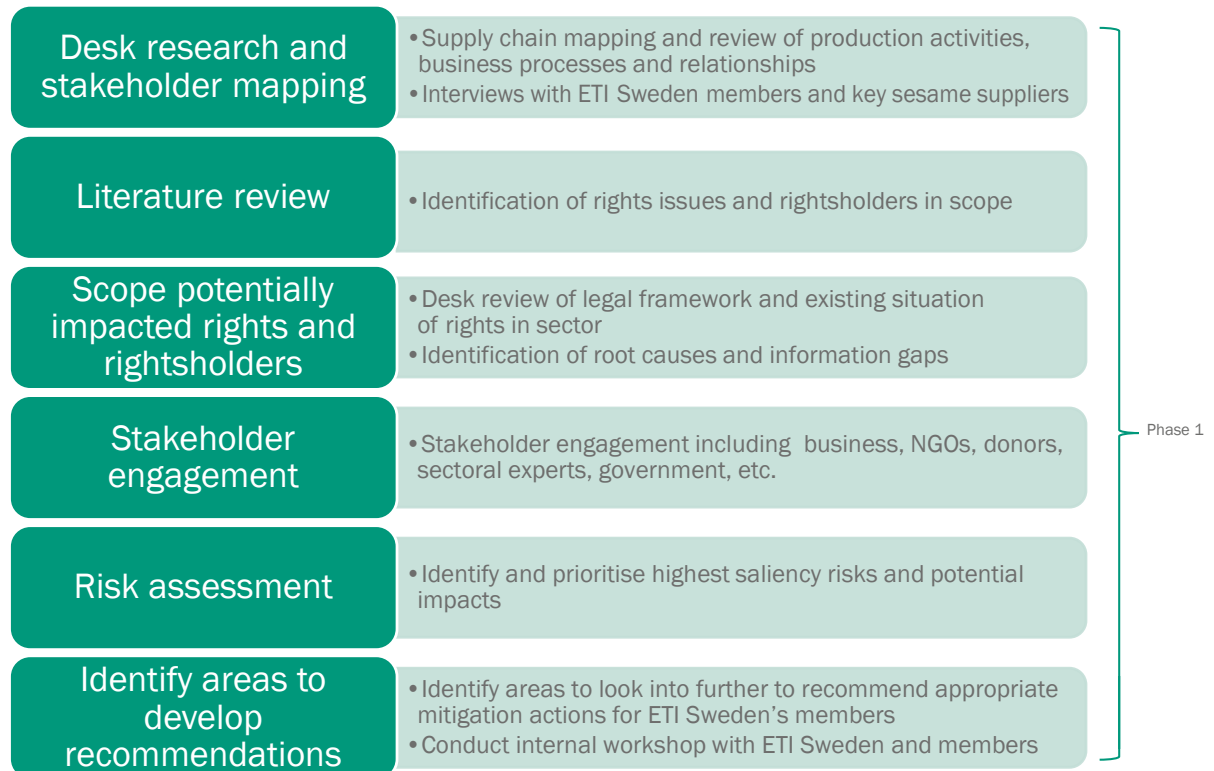 Desk research and
stakeholder mapping
•Supply chain mapping and review of production activities,
business processes and relationships
•Interviews with ETI Sweden members and key sesame suppliers
Literature review
•Identification of rights issues and rightsholders in scope
Scope potentially
impacted rights and
rightsholders
•Desk review of legal framework and existing situation
of rights in sector
•Identification of root causes and information gaps
Stakeholder
engagement
•Stakeholder engagement including business, NGOs, donors,
sectoral experts, government, etc.
Phase 1
Risk assessment
•Identify and prioritise highest saliency risks and potential
impacts
Identify areas to
develop
recommendations
•Identify areas to look into further to recommend appropriate
mitigation actions for ETI Sweden's members
•Conduct internal workshop with ETI Sweden and members